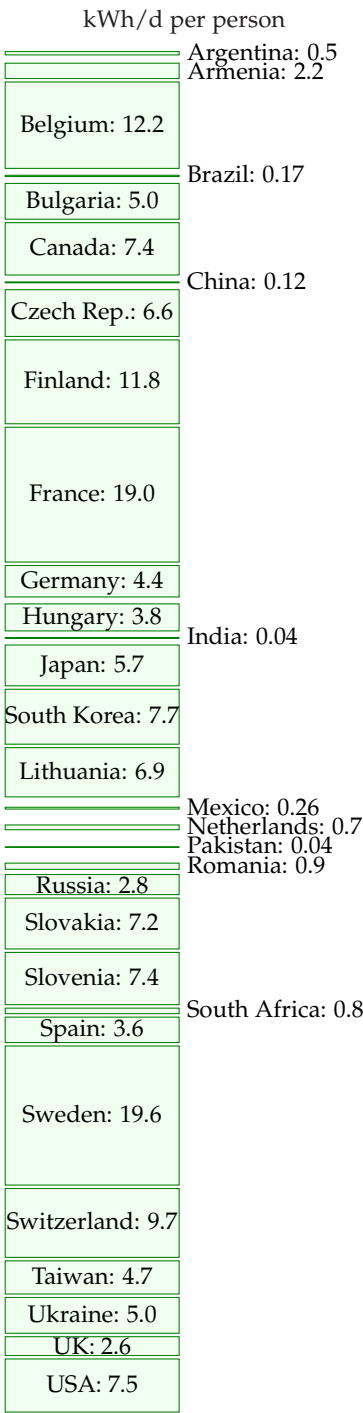 kWh/d per person
Argentina: 0.5
Armenia: 2.2
Belgium: 12.2
Brazil: 0.17
Bulgaria: 5.0
Canada: 7.4
China: 0.12
Czech Rep.: 6.6
Finland: 11.8
France: 19.0
Germany: 4.4
Hungary: 3.8
India: 0.04
Japan: 5.7
South Korea: 7.7
Lithuania: 6.9
Mexico: 0.26
Netherlands: 0.7
Pakistan: 0.04
Romania: 0.9
Russia: 2.8
Slovakia: 7.2
Slovenia: 7.4
South Africa: 0.8
Spain: 3.6
Sweden: 19.6
Switzerland: 9.7
Taiwan: 4.7
Ukraine: 5.0
UK: 2.6
USA: 7.5